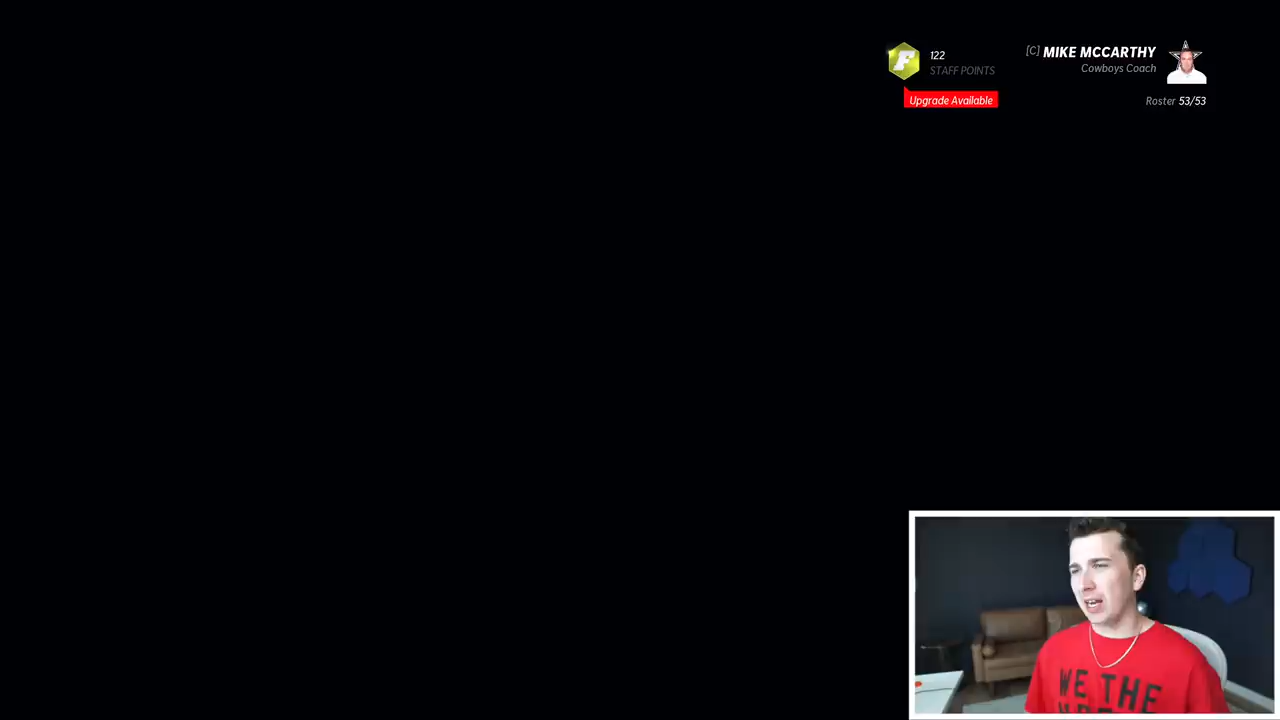 122
STAFF POINTS
Upgrade Available
[C] MIKE MCCARTHY
Cowboys Coach
Roster 53/53
WE THE